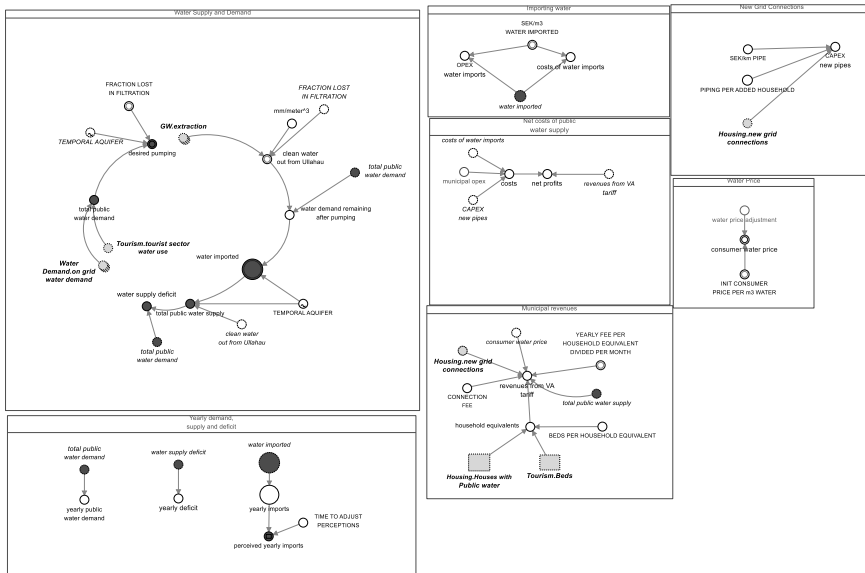 Water Supply and Demand
FRACTION LOST
IN FILTRATION
FRACTION LOST
IN FILTRATION
GW.extraction
mm/meter^3
TEMPORAL AQUIFER
desired pumping
clean water
out from Ullahau
total public
water demand
total public
water demand
water demand remaining
after pumping
Tourism.tourist sector
water use
water imported
Water
Demand.on grid
water demand
water supply deficit
total public water supply
TEMPORAL AQUIFER
clean water
out from Ullahau
total public
water demand
Yearly demand,
supply and deficit
total public
water demand
water supply deficit
water imported
yearly public
water demand
yearly deficit
yearly imports
TIME TO ADJUST
PERCEPTIONS
perceived yearly imports
Importing water
SEK/m3
WATER IMPORTED
OPEX
water imports
costs of water imports
water imported
Net costs of public
water supply
costs of water imports
municipal opex
costs
net profits
revenues from VA
tariff
CAPEX
new pipes
Municipal revenues
consumer water price
YEARLY FEE PER
HOUSEHOLD EQUIVALENT
DIVIDED PER MONTH
Housing.new grid
connections
revenues from VA
tariff
CONNECTION
FEE
total public water supply
household equivalents
BEDS PER HOUSEHOLD EQUIVALENT
Housing.Houses with
Public water
Tourism.Beds
New Grid Connections
SEK/km PIPE
CAPEX
new pipes
PIPING PER ADDED HOUSEHOLD
Housing.new grid
connections
Water Price
water price adjustment
consumer water price
INIT CONSUMER
PRICE PER m3 WATER